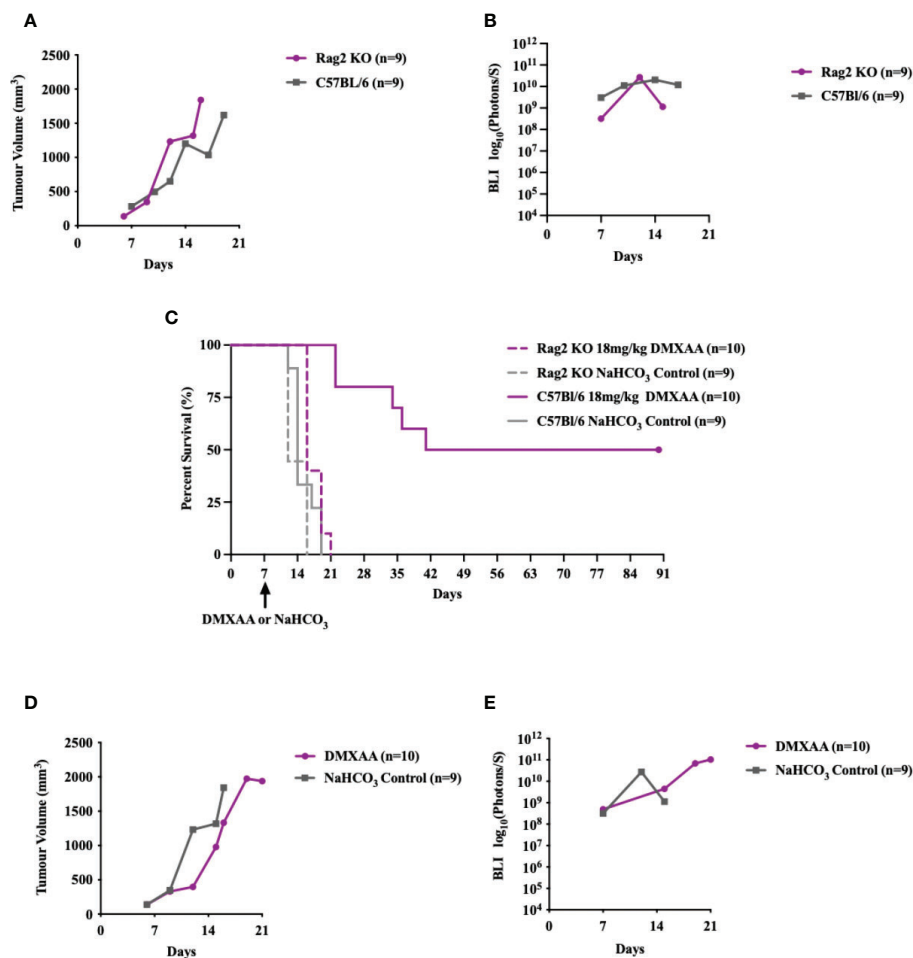 A
Tumour Volume (mm³)
2500
2000
1500
1000
500
0
0 7 14 21
Days
Rag2 KO (n=9)
C57BL/6 (n=9)
B
BLI log₁₀(Photons/S)
10¹²
10¹¹
10¹⁰
10⁹
10⁸
10⁷
10⁶
10⁵
10⁴
0 7 14 21
Days
Rag2 KO (n=9)
C57Bl/6 (n=9)
C
Percent Survival (%)
100
75
50
25
0
0 7 14 21 28 35 42 49 56 63 70 77 84 91
Days
DMXAA or NaHCO₃
Rag2 KO 18mg/kg DMXAA (n=10)
Rag2 KO NaHCO₃ Control (n=9)
C57Bl/6 18mg/kg DMXAA (n=10)
C57Bl/6 NaHCO₃ Control (n=9)
D
Tumour Volume (mm³)
2500
2000
1500
1000
500
0
0 7 14 21
Days
DMXAA (n=10)
NaHCO₃ Control (n=9)
E
BLI log₁₀(Photons/S)
10¹²
10¹¹
10¹⁰
10⁹
10⁸
10⁷
10⁶
10⁵
10⁴
0 7 14 21
Days
DMXAA (n=10)
NaHCO₃ Control (n=9)